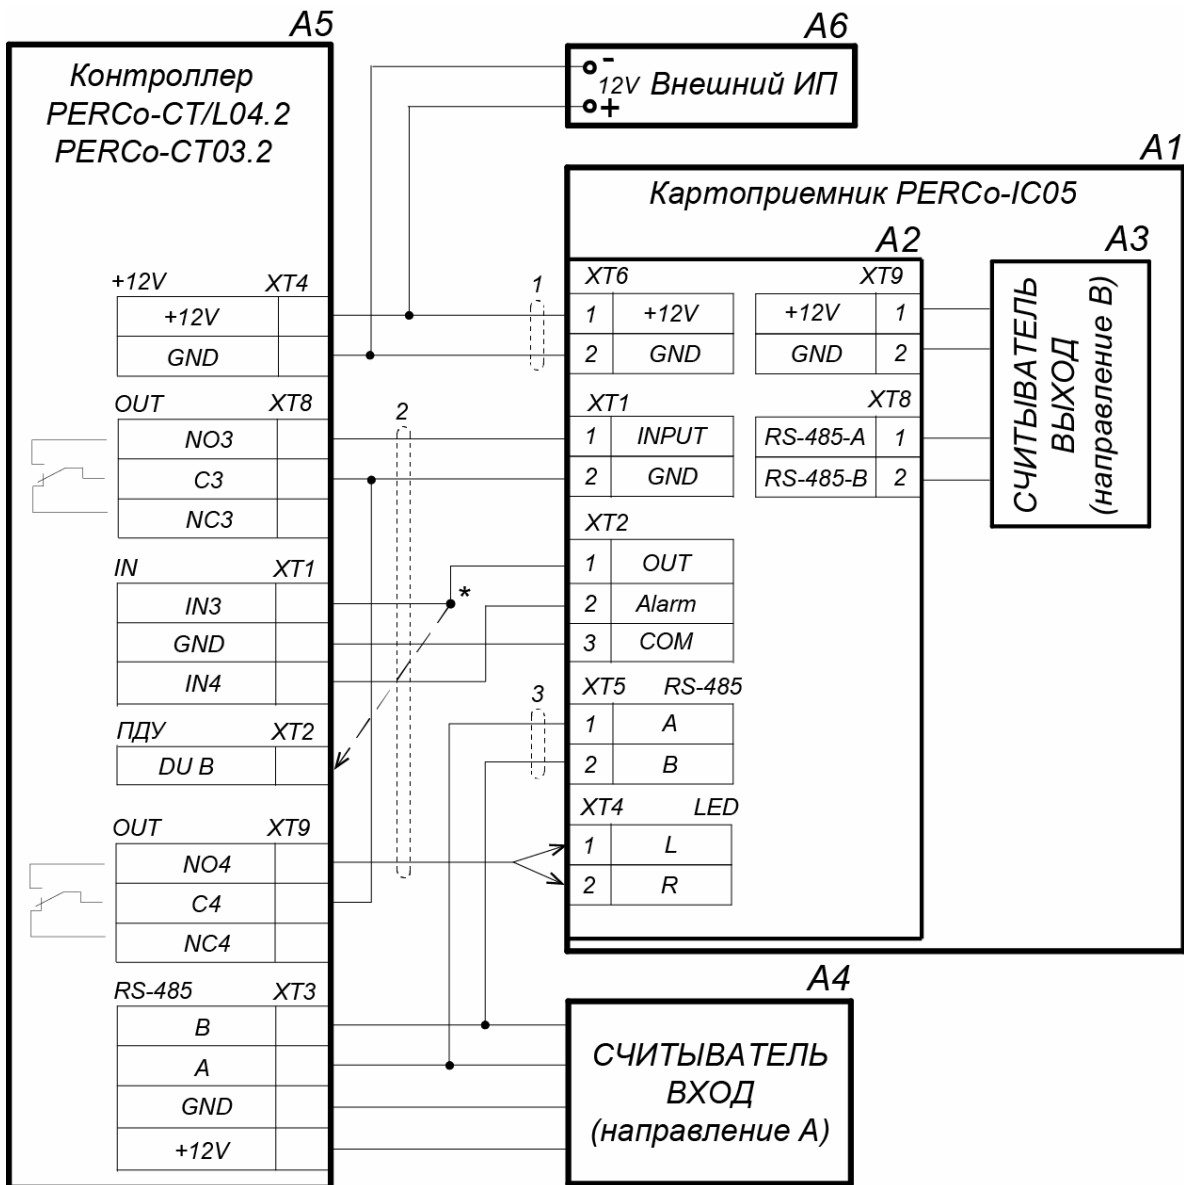 A5
Контроллер
PERCo-CT/L04.2
PERCo-CT03.2
+12V XT4
+12V
GND
OUT XT8
NO3
C3
NC3
IN XT1
IN3
GND
IN4
ПДУ XT2
DU B
OUT XT9
NO4
C4
NC4
RS-485 XT3
B
A
GND
+12V
1
2
*
3
A6
-
12V Внешний ИП
+
A1
Картоприемник PERCo-IC05
A2
XT6
1 +12V
2 GND
XT1
1 INPUT
2 GND
XT2
1 OUT
2 Alarm
3 COM
XT5 RS-485
1 A
2 B
XT4 LED
1 L
2 R
XT9
+12V 1
GND 2
XT8
RS-485-A 1
RS-485-B 2
A3
СЧИТЫВАТЕЛЬ
ВЫХОД
(направление В)
A4
СЧИТЫВАТЕЛЬ
ВХОД
(направление А)